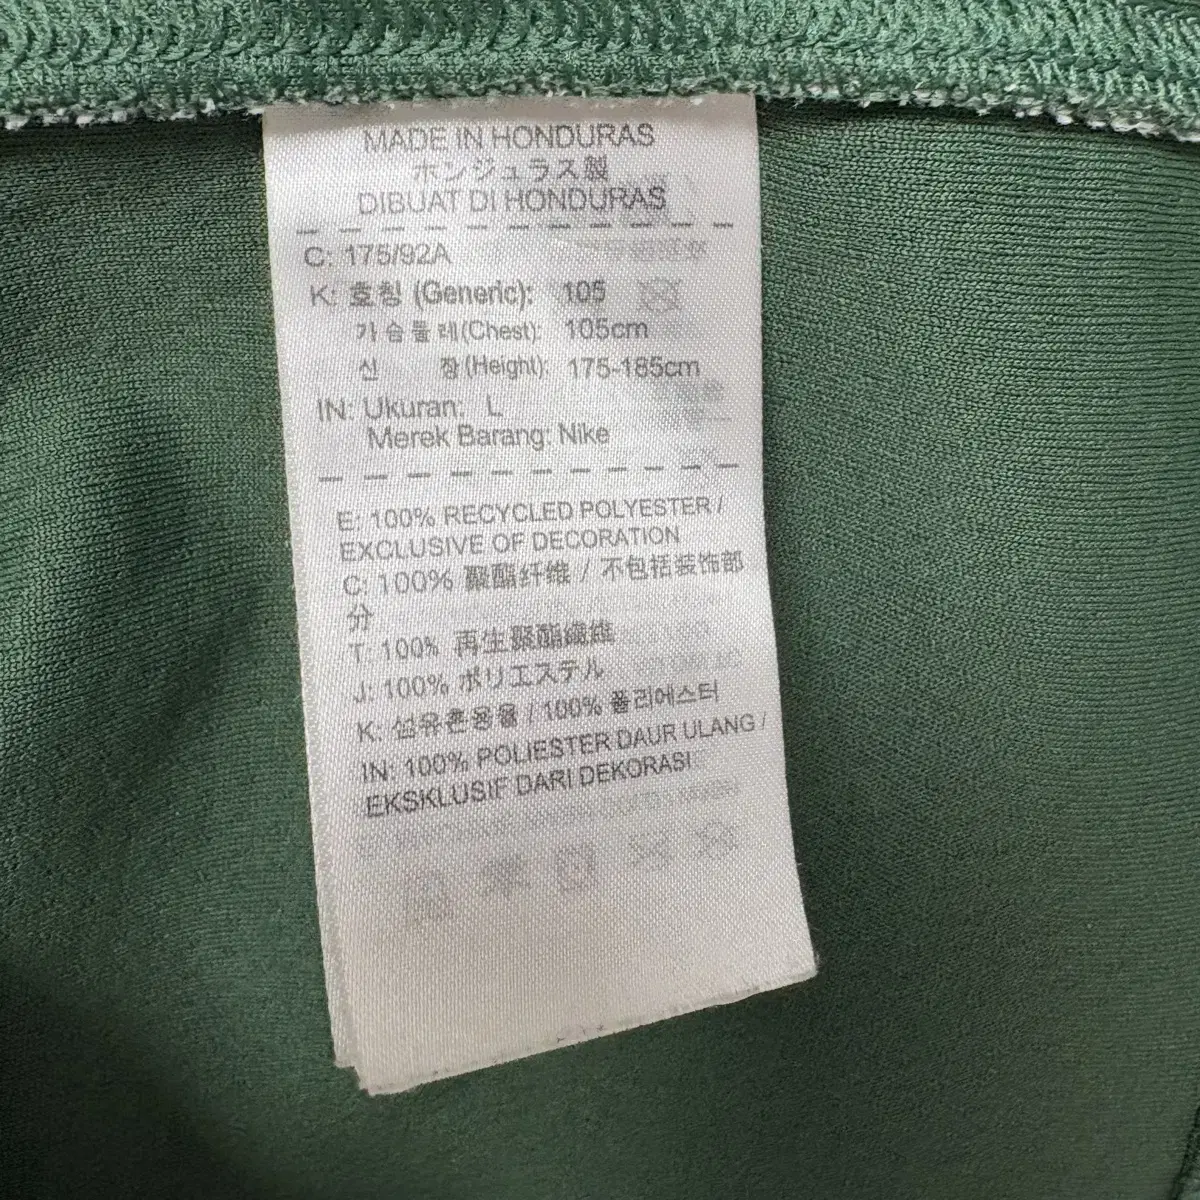 MADE IN HONDURAS
ホンジュラス製
DIBUAT DI HONDURAS
C: 175/92A
K: 호칭 (Generic): 105
가슴둘레(Chest): 105cm
신 장(Height): 175-185cm
IN: Ukuran: L
Merek Barang: Nike
E: 100% RECYCLED POLYESTER /
EXCLUSIVE OF DECORATION
C: 100% 聚酯纤维 / 不包括装饰部
分
T: 100% 再生聚酯纖維
J: 100% ポリエステル
K: 섬유혼용율 / 100% 폴리에스터
IN: 100% POLIESTER DAUR ULANG /
EKSKLUSIF DARI DEKORASI